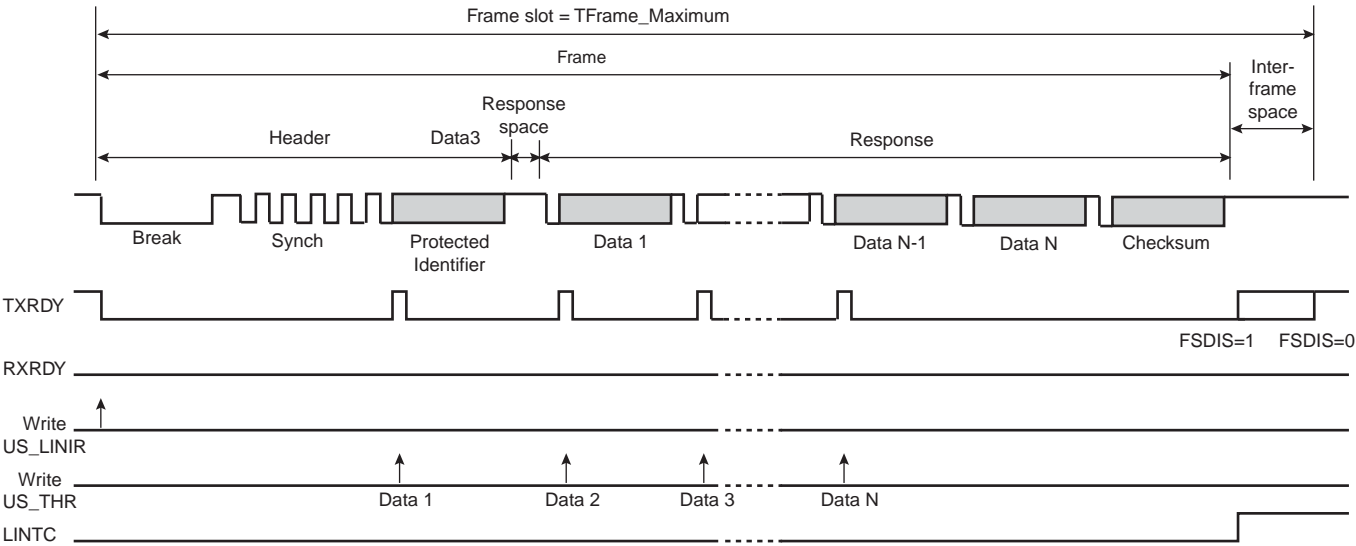 Frame slot = TFrame_Maximum
Frame
Inter-
frame
space
Response
space
Header
Data3
Response
Break
Synch
Protected
Identifier
Data 1
Data N-1
Data N
Checksum
TXRDY
FSDIS=1
FSDIS=0
RXRDY
Write
US_LINIR
Write
US_THR
Data 1
Data 2
Data 3
Data N
LINTC